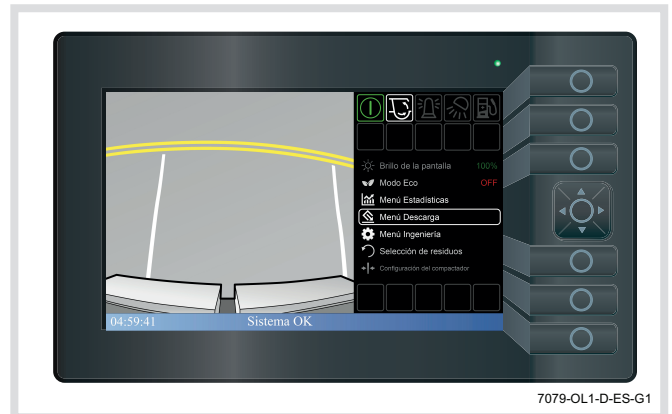 Brillo de la pantalla 100%
Modo Eco OFF
Menú Estadísticas
Menú Descarga
Menú Ingeniería
Selección de residuos
Configuración del compactador
04:59:41 Sistema OK
7079-OL1-D-ES-G1